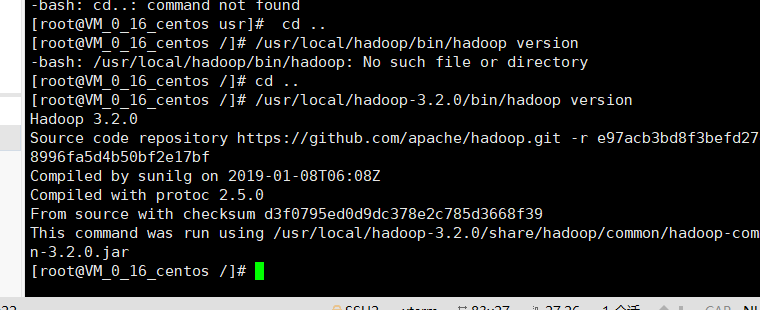 -bash: cd..: command not found
[root@VM_0_16_centos usr]#  cd ..
[root@VM_0_16_centos /]# /usr/local/hadoop/bin/hadoop version
-bash: /usr/local/hadoop/bin/hadoop: No such file or directory
[root@VM_0_16_centos /]# cd ..
[root@VM_0_16_centos /]# /usr/local/hadoop-3.2.0/bin/hadoop version
Hadoop 3.2.0
Source code repository https://github.com/apache/hadoop.git -r e97acb3bd8f3befd27
8996fa5d4b50bf2e17bf
Compiled by sunilg on 2019-01-08T06:08Z
Compiled with protoc 2.5.0
From source with checksum d3f0795ed0d9dc378e2c785d3668f39
This command was run using /usr/local/hadoop-3.2.0/share/hadoop/common/hadoop-com
n-3.2.0.jar
[root@VM_0_16_centos /]#